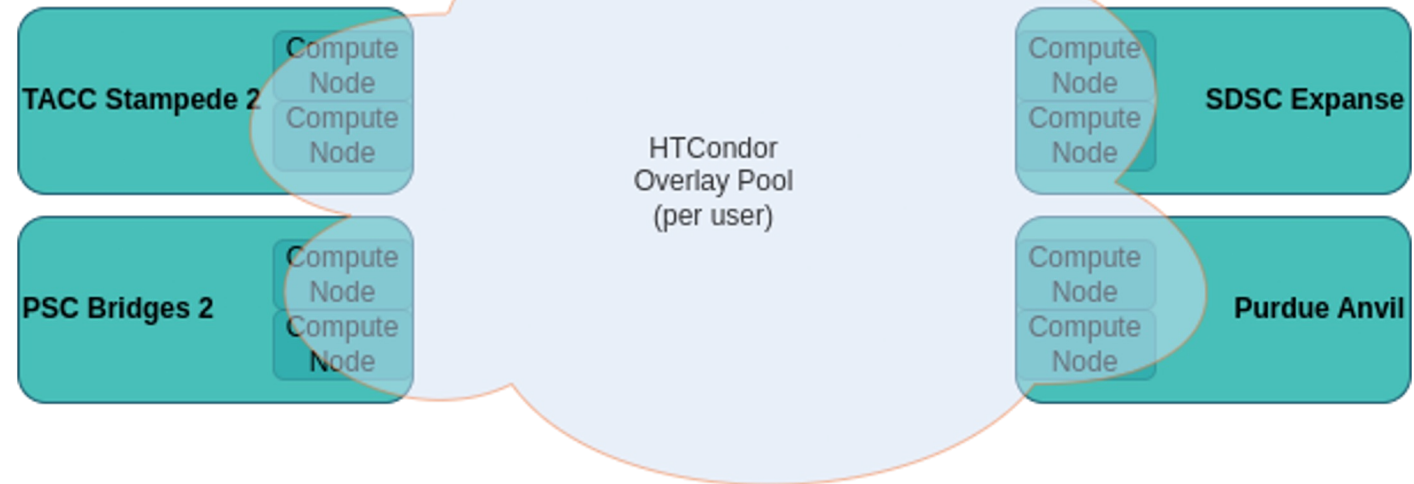 Compute
Node
TACC Stampede 2
Compute
Node
Compute
Node
SDSC Expanse
Compute
Node
HTCondor
Overlay Pool
(per user)
Compute
Node
PSC Bridges 2
Compute
Node
Compute
Node
Purdue Anvil
Compute
Node